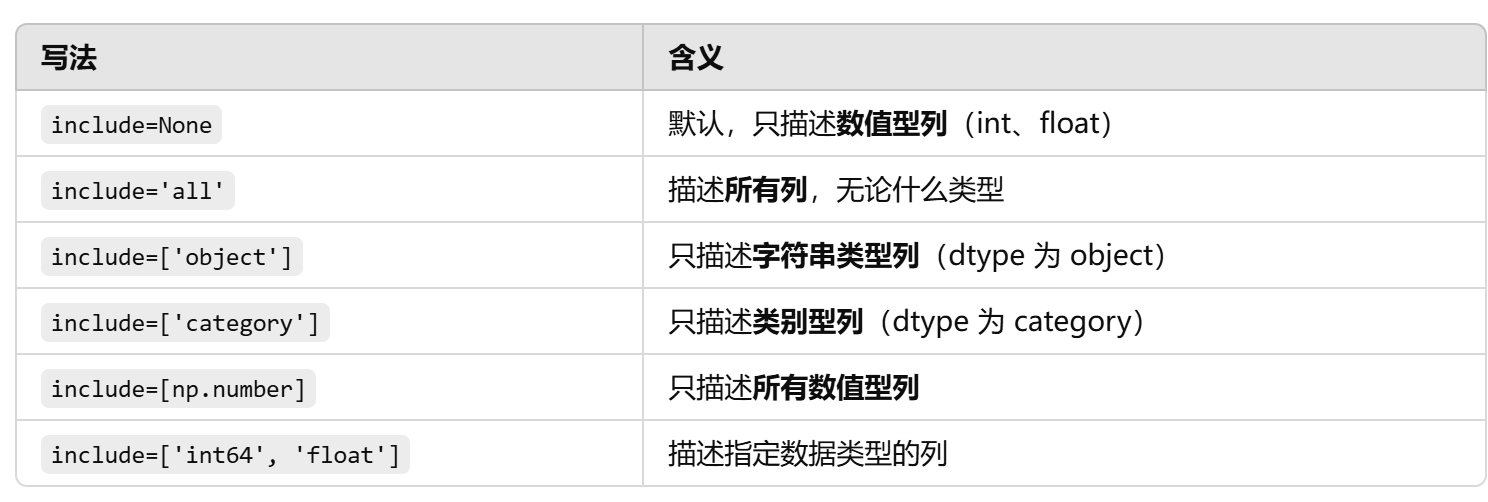 写法 含义
include=None 默认，只描述数值型列（int、float）
include='all' 描述所有列，无论什么类型
include=['object'] 只描述字符串类型列（dtype 为 object）
include=['category'] 只描述类别型列（dtype 为 category）
include=[np.number] 只描述所有数值型列
include=['int64', 'float'] 描述指定数据类型的列